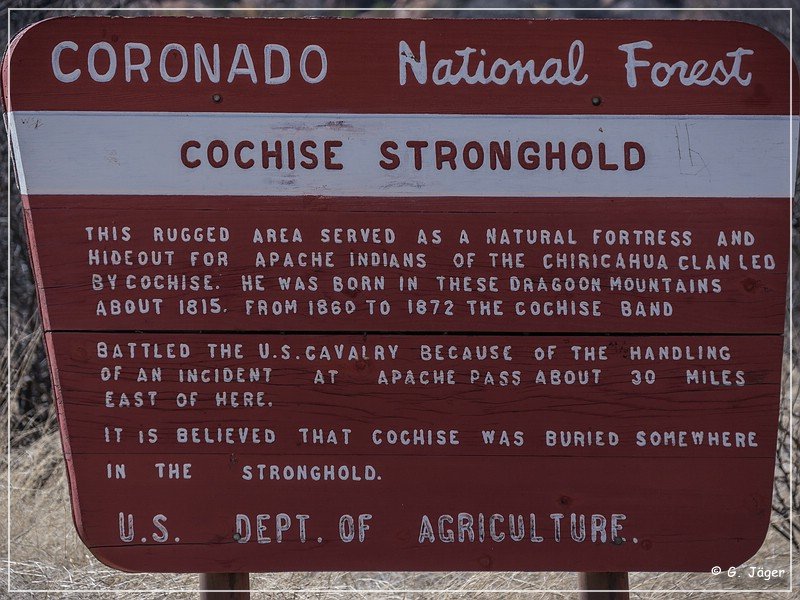 CORONADO National Forest
COCHISE STRONGHOLD
THIS RUGGED AREA SERVED AS A NATURAL FORTRESS AND
HIDEOUT FOR APACHE INDIANS OF THE CHIRICAHUA CLAN LED
BY COCHISE. HE WAS BORN IN THESE DRAGOON MOUNTAINS
ABOUT 1815. FROM 1860 TO 1872 THE COCHISE BAND
BATTLED THE U.S. CAVALRY BECAUSE OF THE HANDLING
OF AN INCIDENT AT APACHE PASS ABOUT 30 MILES
EAST OF HERE.
IT IS BELIEVED THAT COCHISE WAS BURIED SOMEWHERE
IN THE STRONGHOLD.
U.S. DEPT. OF AGRICULTURE.
© G. Jäger